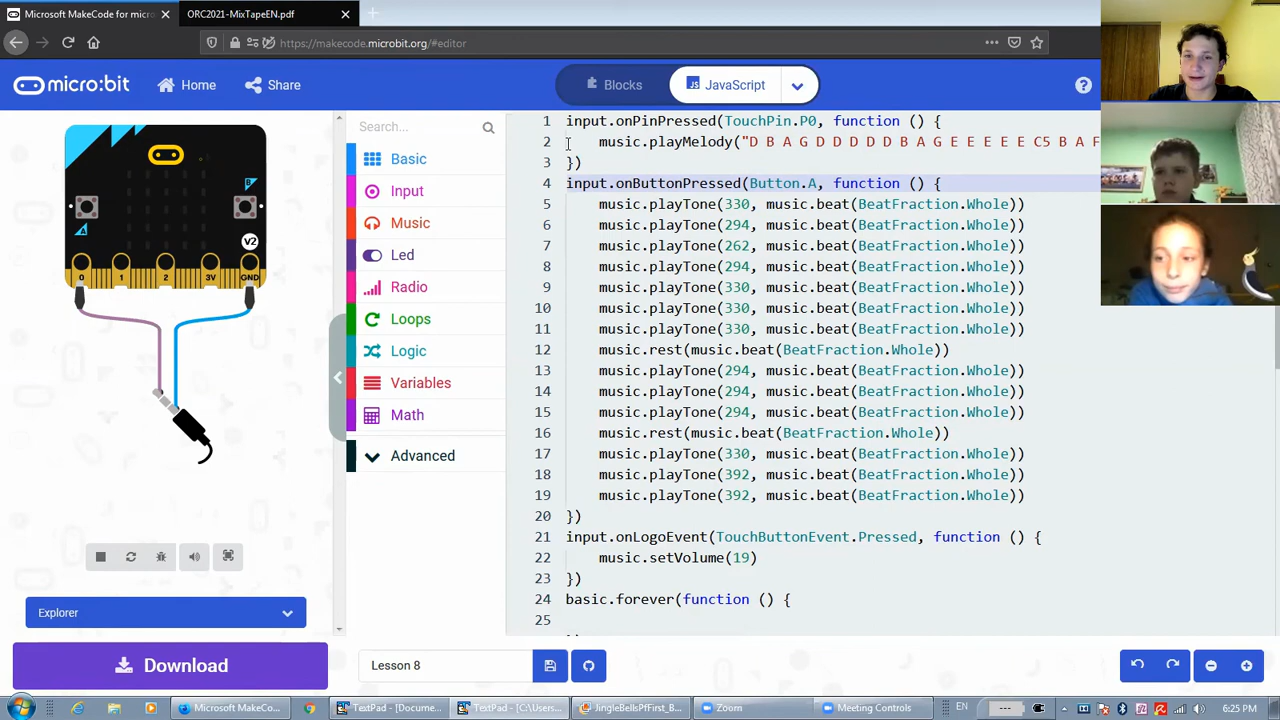 Microsoft MakeCode for micro:
ORC2021-MixTapeEN.pdf
https://makecode.microbit.org/#editor
micro:bit
Home
Share
Blocks
JavaScript
A
B
V2
0 1 2 3V GND
Search...
Basic
Input
Music
Led
Radio
Loops
Logic
Variables
Math
Advanced
1 input.onPinPressed(TouchPin.P0, function () {
2 music.playMelody("D B A G D D D D D B A G E E E E E C5 B A F
3 })
4 input.onButtonPressed(Button.A, function () {
5 music.playTone(330, music.beat(BeatFraction.Whole))
6 music.playTone(294, music.beat(BeatFraction.Whole))
7 music.playTone(262, music.beat(BeatFraction.Whole))
8 music.playTone(294, music.beat(BeatFraction.Whole))
9 music.playTone(330, music.beat(BeatFraction.Whole))
10 music.playTone(330, music.beat(BeatFraction.Whole))
11 music.playTone(330, music.beat(BeatFraction.Whole))
12 music.rest(music.beat(BeatFraction.Whole))
13 music.playTone(294, music.beat(BeatFraction.Whole))
14 music.playTone(294, music.beat(BeatFraction.Whole))
15 music.playTone(294, music.beat(BeatFraction.Whole))
16 music.rest(music.beat(BeatFraction.Whole))
17 music.playTone(330, music.beat(BeatFraction.Whole))
18 music.playTone(392, music.beat(BeatFraction.Whole))
19 music.playTone(392, music.beat(BeatFraction.Whole))
20 })
21 input.onLogoEvent(TouchButtonEvent.Pressed, function () {
22 music.setVolume(19)
23 })
24 basic.forever(function () {
25
Explorer
Download
Lesson 8
Microsoft MakeCo...
TextPad - [Docume...
TextPad - [C:\Users...
JingleBellsPfFirst_B...
Zoom
Meeting Controls
EN
6:25 PM